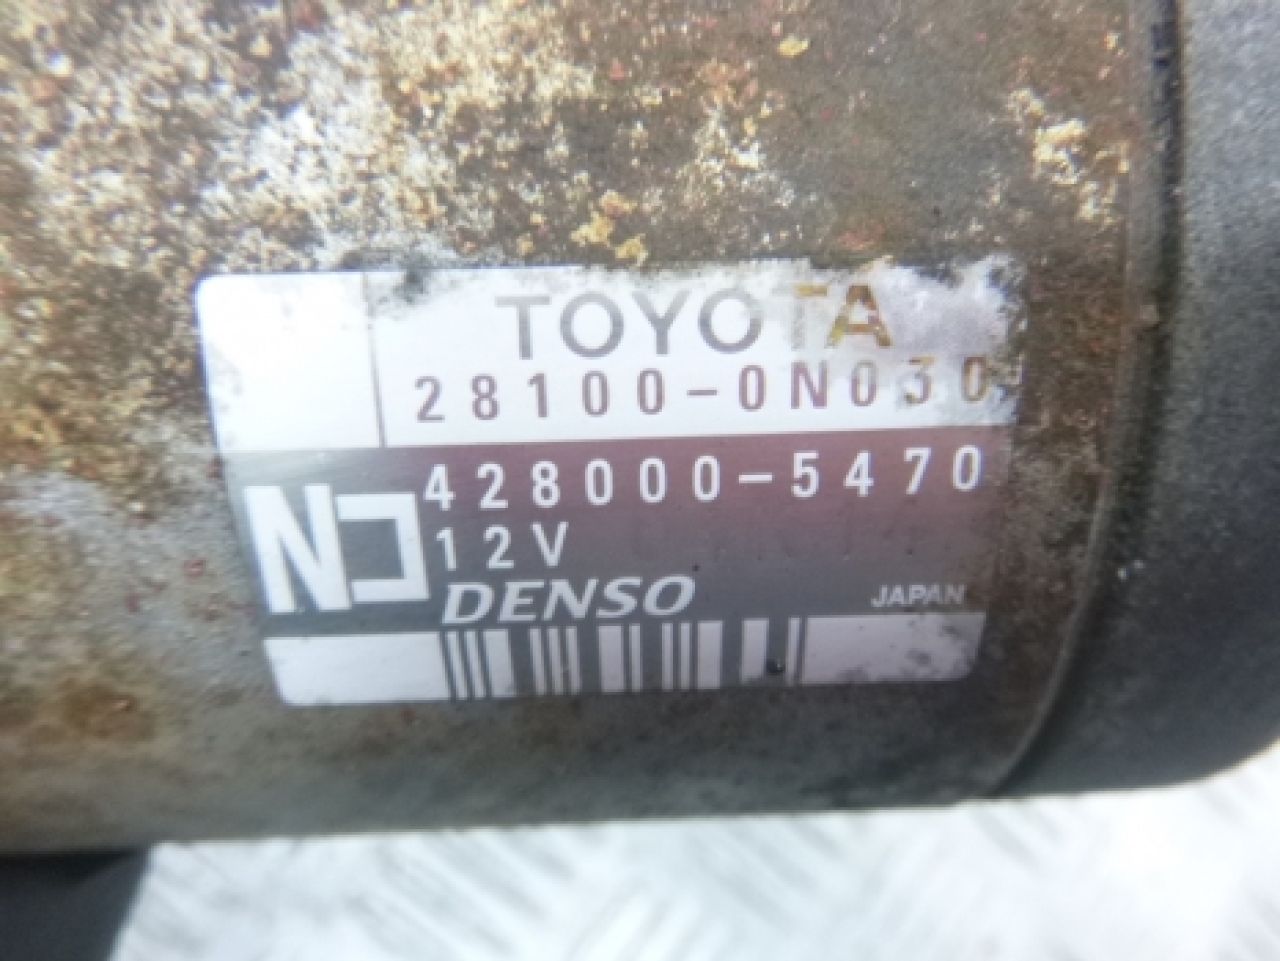 TOYOTA
28100-0N030
428000-5470
ND
12V
DENSO
JAPAN